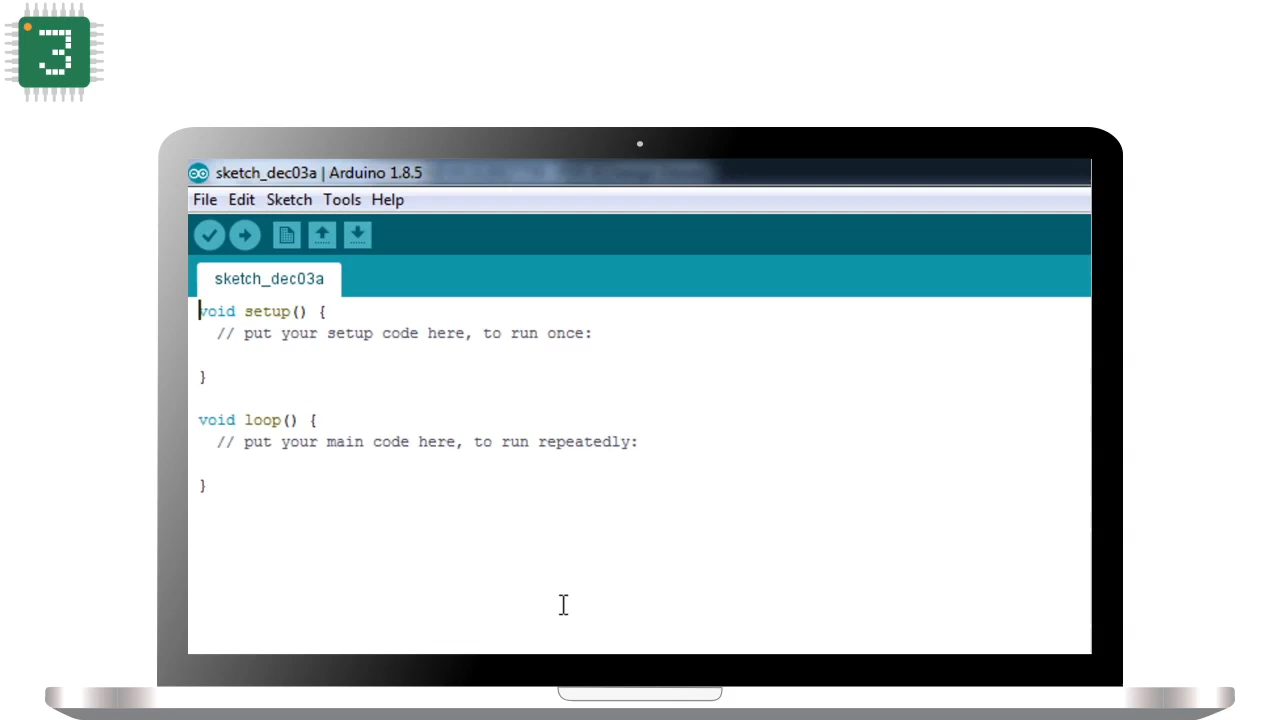 3
sketch_dec03a | Arduino 1.8.5
File Edit Sketch Tools Help
sketch_dec03a
void setup() {
  // put your setup code here, to run once:
}
void loop() {
  // put your main code here, to run repeatedly:
}